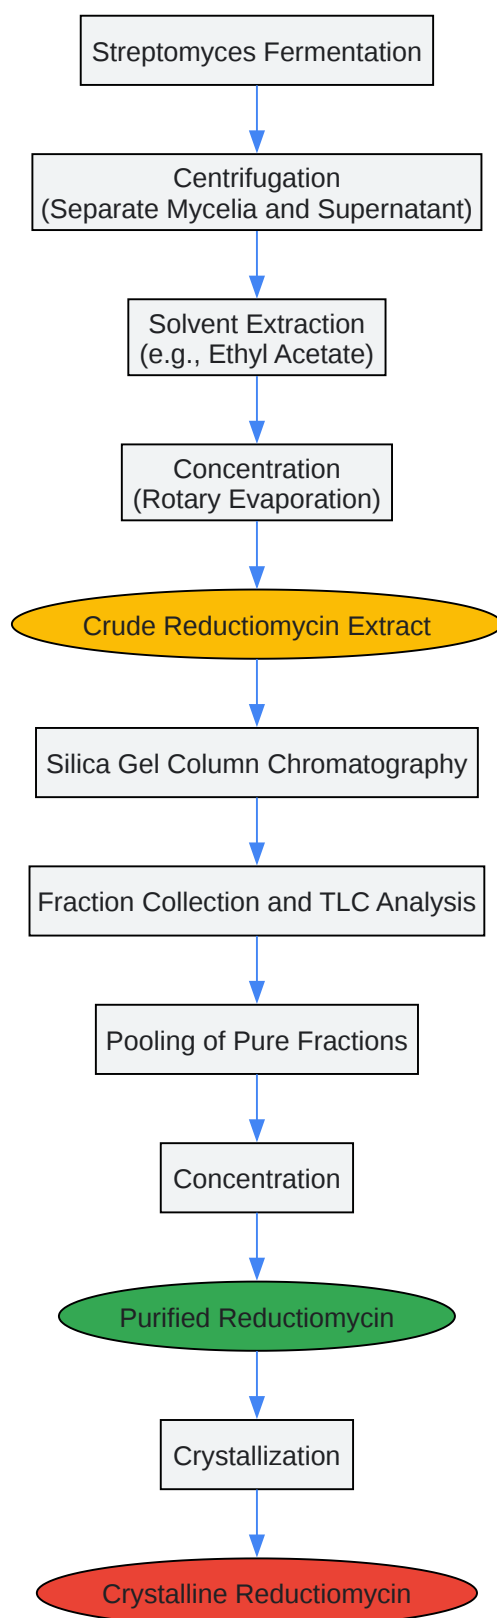 Streptomyces Fermentation
Centrifugation
(Separate Mycelia and Supernatant)
Solvent Extraction
(e.g., Ethyl Acetate)
Concentration
(Rotary Evaporation)
Crude Reductiomycin Extract
Silica Gel Column Chromatography
Fraction Collection and TLC Analysis
Pooling of Pure Fractions
Concentration
Purified Reductiomycin
Crystallization
Crystalline Reductiomycin